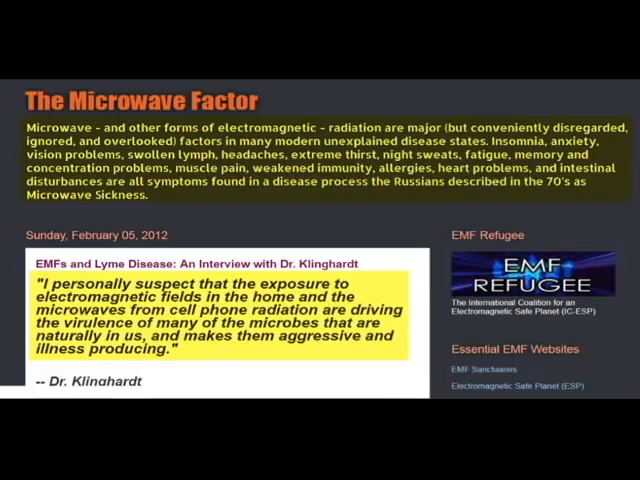 The Microwave Factor
Microwave - and other forms of electromagnetic - radiation are major (but conveniently disregarded,
ignored, and overlooked) factors in many modern unexplained disease states. Insomnia, anxiety,
vision problems, swollen lymph, headaches, extreme thirst, night sweats, fatigue, memory and
concentration problems, muscle pain, weakened immunity, allergies, heart problems, and intestinal
disturbances are all symptoms found in a disease process the Russians described in the 70's as
Microwave Sickness.
Sunday, February 05, 2012
EMFs and Lyme Disease: An Interview with Dr. Klinghardt
"I personally suspect that the exposure to
electromagnetic fields in the home and the
microwaves from cell phone radiation are driving
the virulence of many of the microbes that are
naturally in us, and makes them aggressive and
illness producing."
-- Dr. Klinghardt
EMF Refugee
EMF
REFUGEE
The International Coalition for an
Electromagnetic Safe Planet (IC-ESP)
Essential EMF Websites
EMF Sanctuaries
Electromagnetic Safe Planet (ESP)